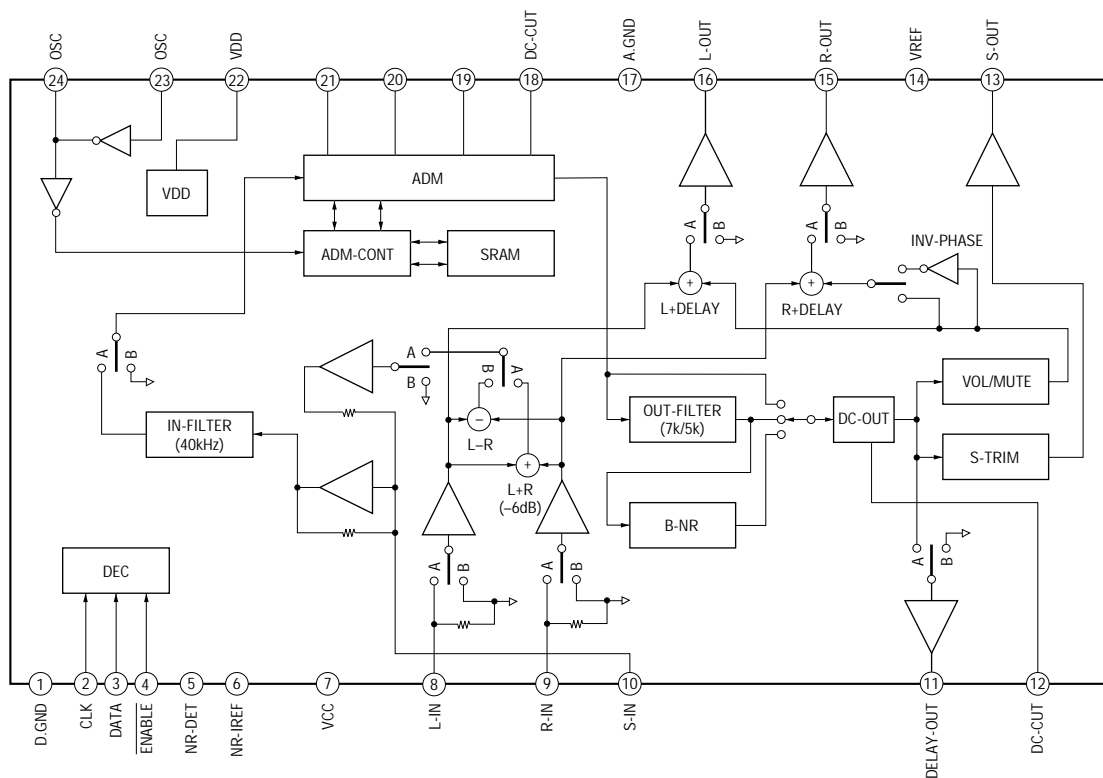 OSC
OSC
VDD
DC-CUT
A.GND
L-OUT
R-OUT
VREF
S-OUT
24
23
22
21
20
19
18
17
16
15
14
13
VDD
ADM
ADM-CONT
SRAM
A
B
A
B
INV-PHASE
+
L+DELAY
+
R+DELAY
A
B
A
B
B
A
IN-FILTER
(40kHz)
−
L–R
+
L+R
(–6dB)
OUT-FILTER
(7k/5k)
DC-OUT
VOL/MUTE
S-TRIM
B-NR
A
B
A
B
A
B
DEC
1
2
3
4
5
6
7
8
9
10
11
12
D.GND
CLK
DATA
ENABLE
NR-DET
NR-IREF
VCC
L-IN
R-IN
S-IN
DELAY-OUT
DC-CUT